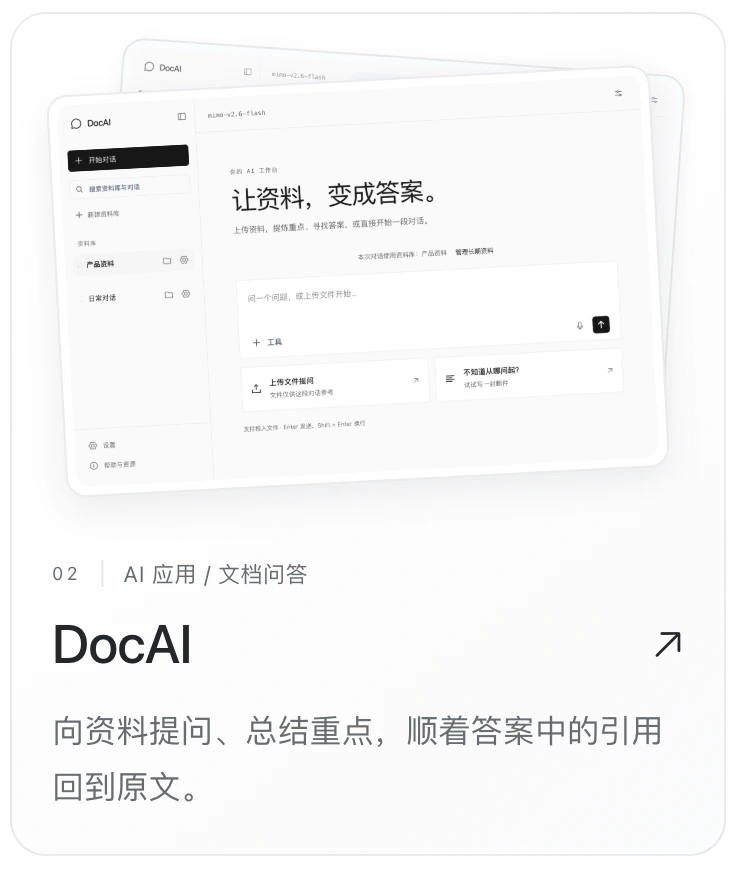 DocAI
mimo-v2.6-flash
DocAI
mimo-v2.6-flash
开始对话
搜索资料库与对话
新建资料库
资料库
产品资料
日常对话
设置
帮助与资源
你的 AI 工作台
让资料，变成答案。
上传资料，提炼重点、寻找答案，或直接开始一段对话。
本次对话使用资料库：产品资料 管理长期资料
问一个问题，或上传文件开始...
工具
上传文件提问
文件仅供这段对话参考
不知道从哪问起？
试试写一封邮件
支持拖入文件 · Enter 发送，Shift + Enter 换行
02 AI 应用 / 文档问答
DocAI
向资料提问、总结重点，顺着答案中的引用
回到原文。